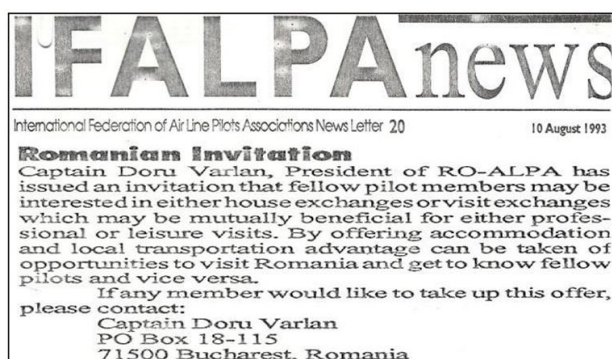 IFALPAnews
International Federation of Air Line Pilots Associations News Letter 20
10 August 1993
Romanian Invitation
Captain Doru Varlan, President of RO-ALPA has
issued an invitation that fellow pilot members may be
interested in either house exchanges or visit exchanges
which may be mutually beneficial for either profes-
sional or leisure visits. By offering accommodation
and local transportation advantage can be taken of
opportunities to visit Romania and get to know fellow
pilots and vice versa.
If any member would like to take up this offer,
please contact:
Captain Doru Varlan
PO Box 18-115
71500 Bucharest, Romania